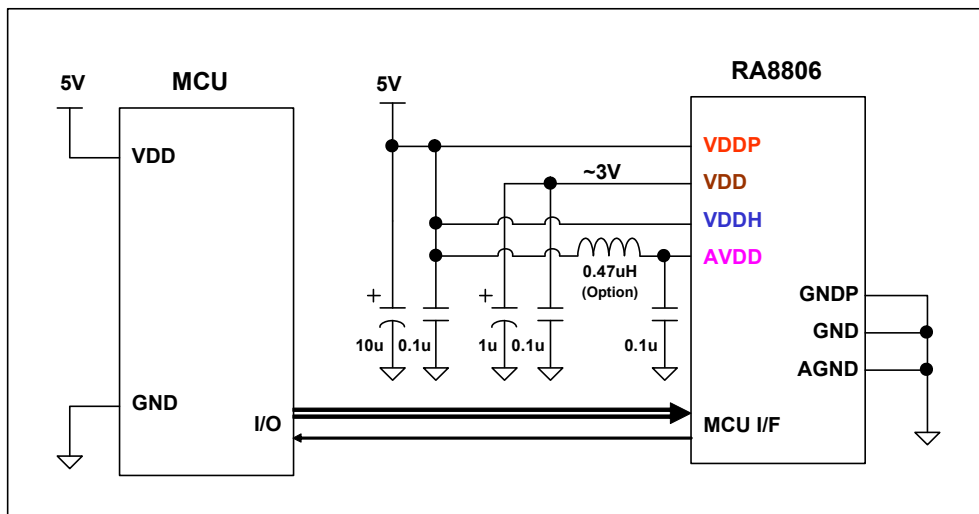 MCU
RA8806
5V
5V
VDD
VDDP
~3V
VDD
VDDH
AVDD
0.47uH
(Option)
GNDP
GND
AGND
+
+
10u
0.1u
1u
0.1u
0.1u
GND
I/O
MCU I/F